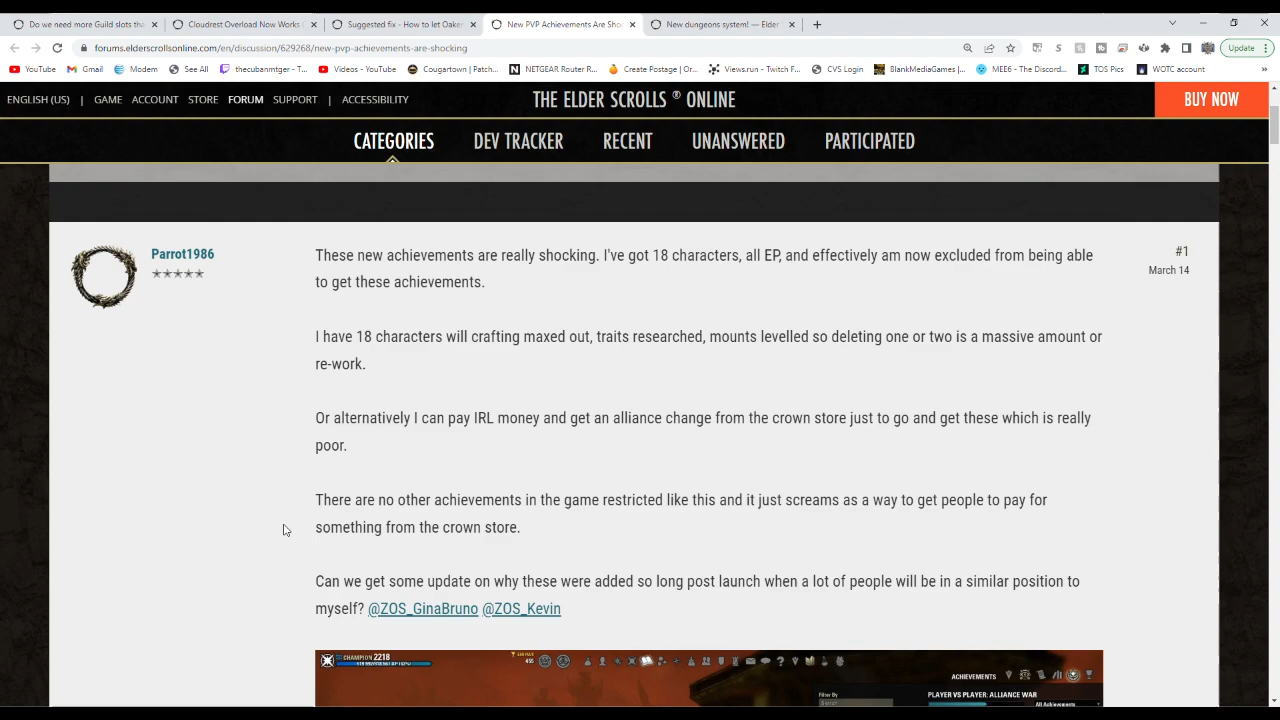 Do we need more Guild slots tha
Cloudrest Overload Now Works
Suggested fix - How to let Oaker
New PVP Achievements Are Sho
New dungeons system! — Elder
forums.elderscrollsonline.com/en/discussion/629268/new-pvp-achievements-are-shocking
Update
YouTube
Gmail
Modem
See All
thecubanmtger - T...
Videos - YouTube
Cougartown | Patch...
NETGEAR Router R...
Create Postage | Or...
Views.run - Twitch F...
CVS Login
BlankMediaGames |...
MEE6 - The Discord...
TOS Pics
WOTC account
ENGLISH (US) | GAME ACCOUNT STORE FORUM SUPPORT | ACCESSIBILITY
THE ELDER SCROLLS ® ONLINE
BUY NOW
CATEGORIES DEV TRACKER RECENT UNANSWERED PARTICIPATED
Parrot1986
#1
March 14
These new achievements are really shocking. I've got 18 characters, all EP, and effectively am now excluded from being able
to get these achievements.
I have 18 characters will crafting maxed out, traits researched, mounts levelled so deleting one or two is a massive amount or
re-work.
Or alternatively I can pay IRL money and get an alliance change from the crown store just to go and get these which is really
poor.
There are no other achievements in the game restricted like this and it just screams as a way to get people to pay for
something from the crown store.
Can we get some update on why these were added so long post launch when a lot of people will be in a similar position to
myself? @ZOS_GinaBruno @ZOS_Kevin
CHAMPION 2218
ACHIEVEMENTS
Filter By
PLAYER VS PLAYER: ALLIANCE WAR
All Achievements